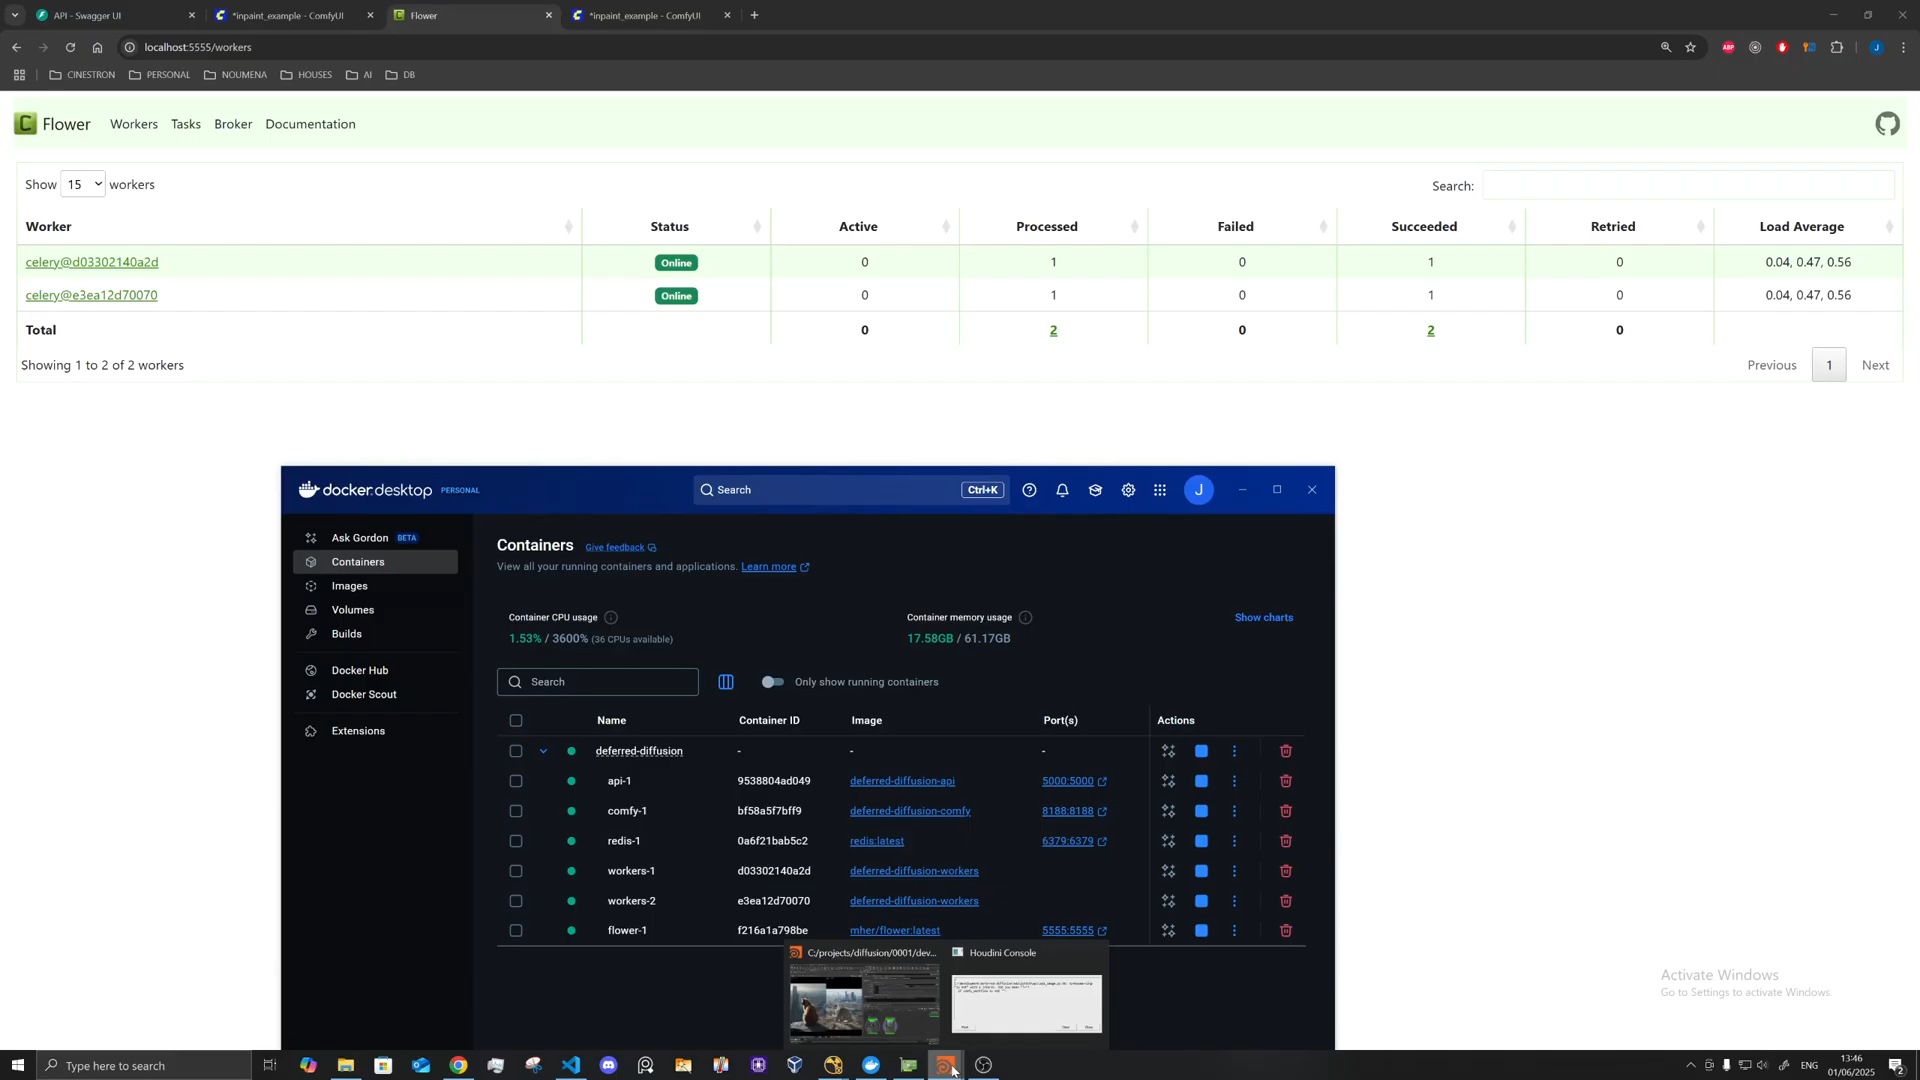 API - Swagger UI
*inpaint_example - ComfyUI
Flower
*inpaint_example - ComfyUI
localhost:5555/workers
ABP
J
CINESTRON
PERSONAL
NOUMENA
HOUSES
AI
DB
Flower Workers Tasks Broker Documentation
Show 15 workers
Search:
Worker Status Active Processed Failed Succeeded Retried Load Average
celery@d03302140a2d Online 0 1 0 1 0 0.04, 0.47, 0.56
celery@e3ea12d70070 Online 0 1 0 1 0 0.04, 0.47, 0.56
Total 0 2 0 2 0
Showing 1 to 2 of 2 workers
Previous 1 Next
docker.desktop PERSONAL
Search Ctrl+K
J
Ask Gordon BETA
Containers
Images
Volumes
Builds
Docker Hub
Docker Scout
Extensions
Containers Give feedback
View all your running containers and applications. Learn more
Container CPU usage
1.53% / 3600% (36 CPUs available)
Container memory usage
17.58GB / 61.17GB
Show charts
Search
Only show running containers
Name Container ID Image Port(s) Actions
deferred-diffusion - - -
api-1 9538804ad049 deferred-diffusion-api 5000:5000
comfy-1 bf58a5f7bff9 deferred-diffusion-comfy 8188:8188
redis-1 0a6f21bab5c2 redis:latest 6379:6379
workers-1 d03302140a2d deferred-diffusion-workers
workers-2 e3ea12d70070 deferred-diffusion-workers
flower-1 f216a1a798be mher/flower:latest 5555:5555
C:/projects/diffusion/0001/dev...
Houdini Console
Activate Windows
Go to Settings to activate Windows.
Type here to search
ENG
13:46
01/06/2025
2